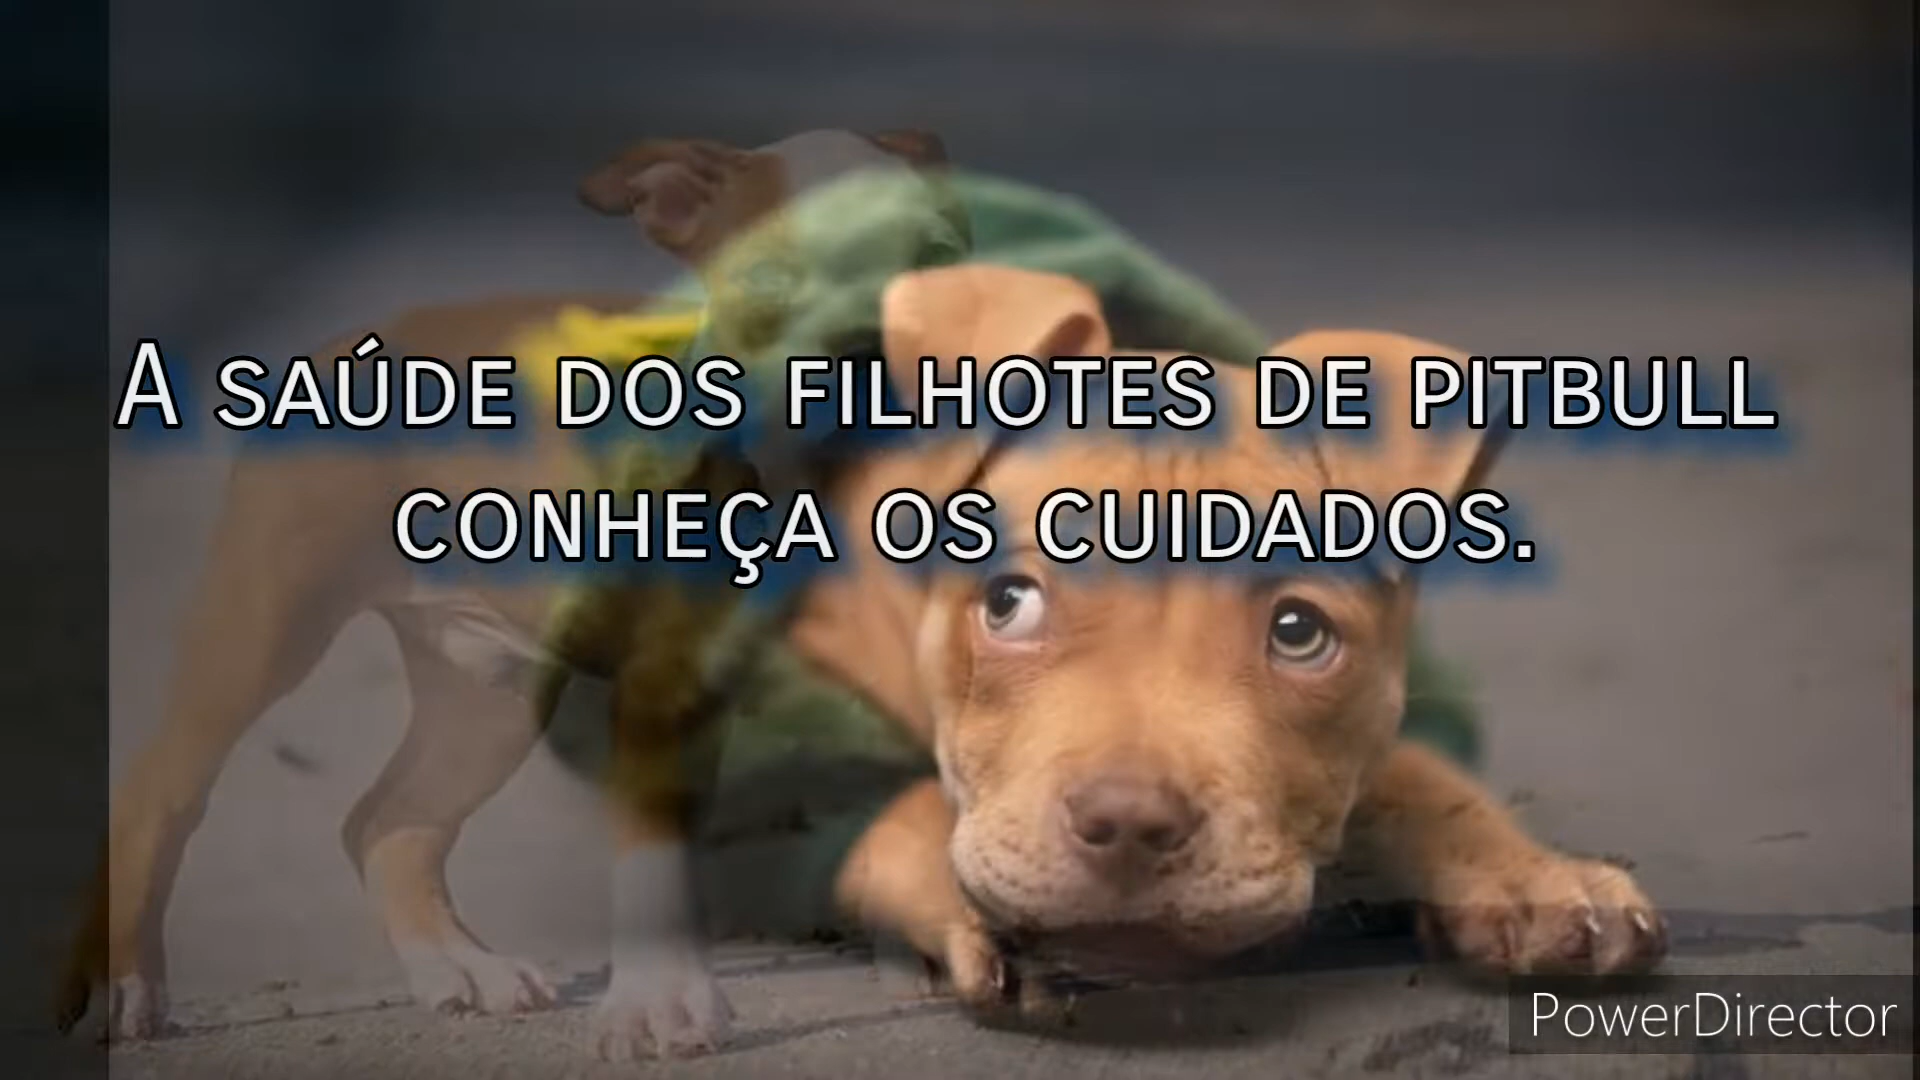 A saúde dos filhotes de pitbull
conheça os cuidados.
PowerDirector